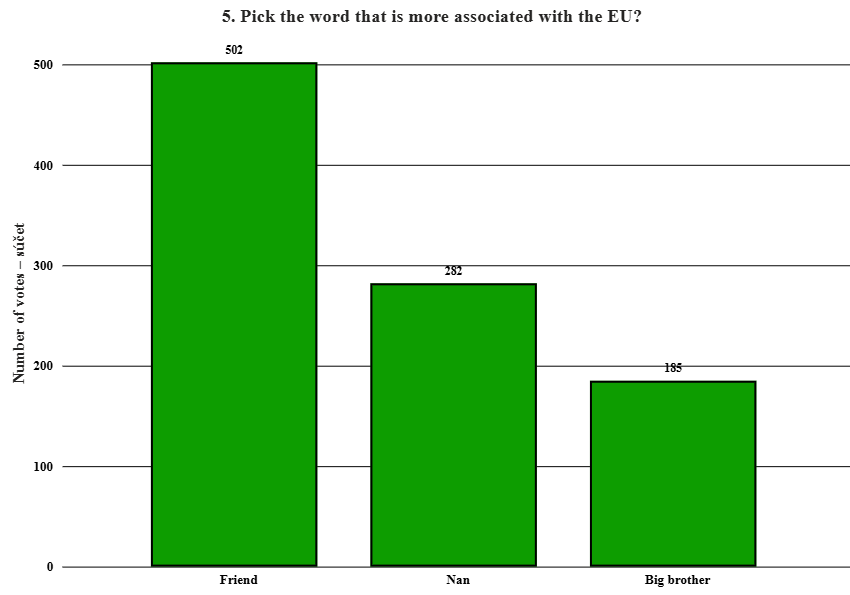 5. Pick the word that is more associated with the EU?
Number of votes – súčet
500
400
300
200
100
0
502
282
185
Friend
Nan
Big brother